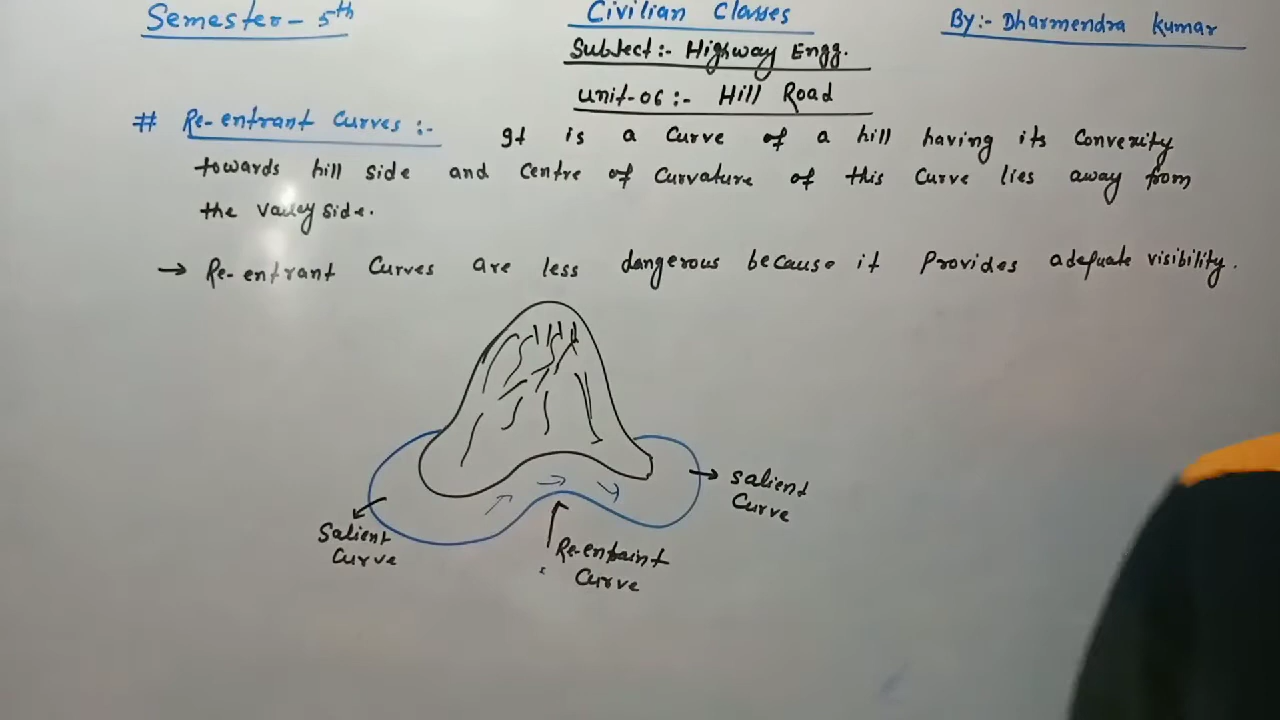 Semester - 5th
Civilian Classes
By:- Dharmendra Kumar
Subject:- Highway Engg.
Unit-06:- Hill Road
# Re-entrant Curves:- It is a Curve of a hill having its Convexity
towards hill side and Centre of Curvature of this Curve lies away from
the valley side.
→ Re-entrant Curves are less dangerous because it Provides adequate visibility.
Salient
Curve
Salient
Curve
Re-entraint
Curve